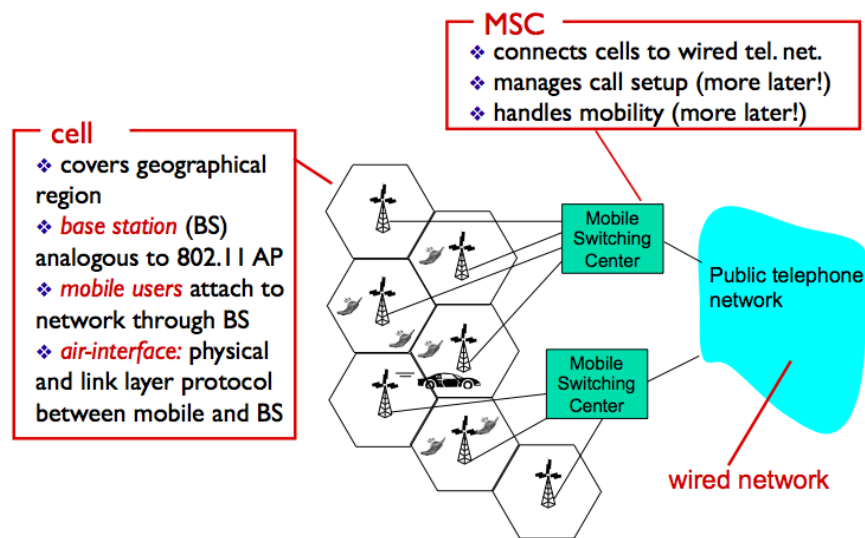 MSC
❖ connects cells to wired tel. net.
❖ manages call setup (more later!)
❖ handles mobility (more later!)
cell
❖ covers geographical
region
❖ base station (BS)
analogous to 802.11 AP
❖ mobile users attach to
network through BS
❖ air-interface: physical
and link layer protocol
between mobile and BS
Mobile
Switching
Center
Public telephone
network
Mobile
Switching
Center
wired network